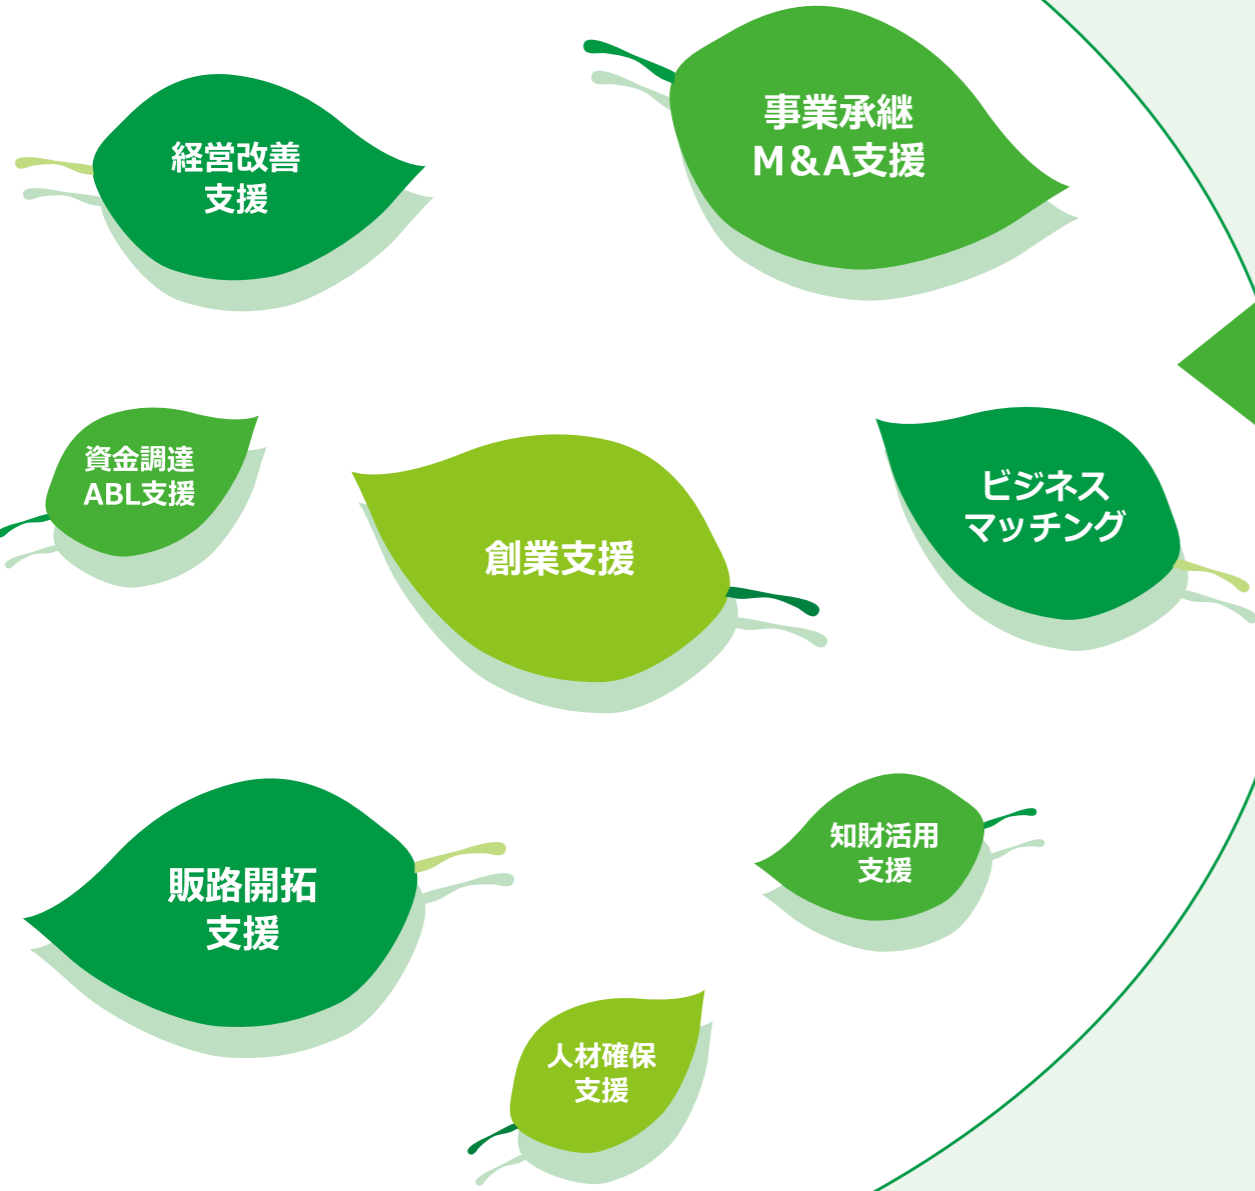 経営改善
支援
事業承継
M&A支援
資金調達
ABL支援
創業支援
ビジネス
マッチング
販路開拓
支援
知財活用
支援
人材確保
支援